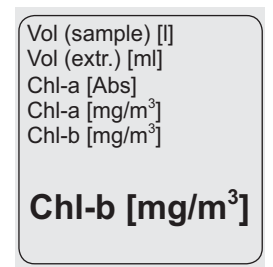 Vol (sample) [l]
Vol (extr.) [ml]
Chl-a [Abs]
Chl-a [mg/m³]
Chl-b [mg/m³]
Chl-b [mg/m³]